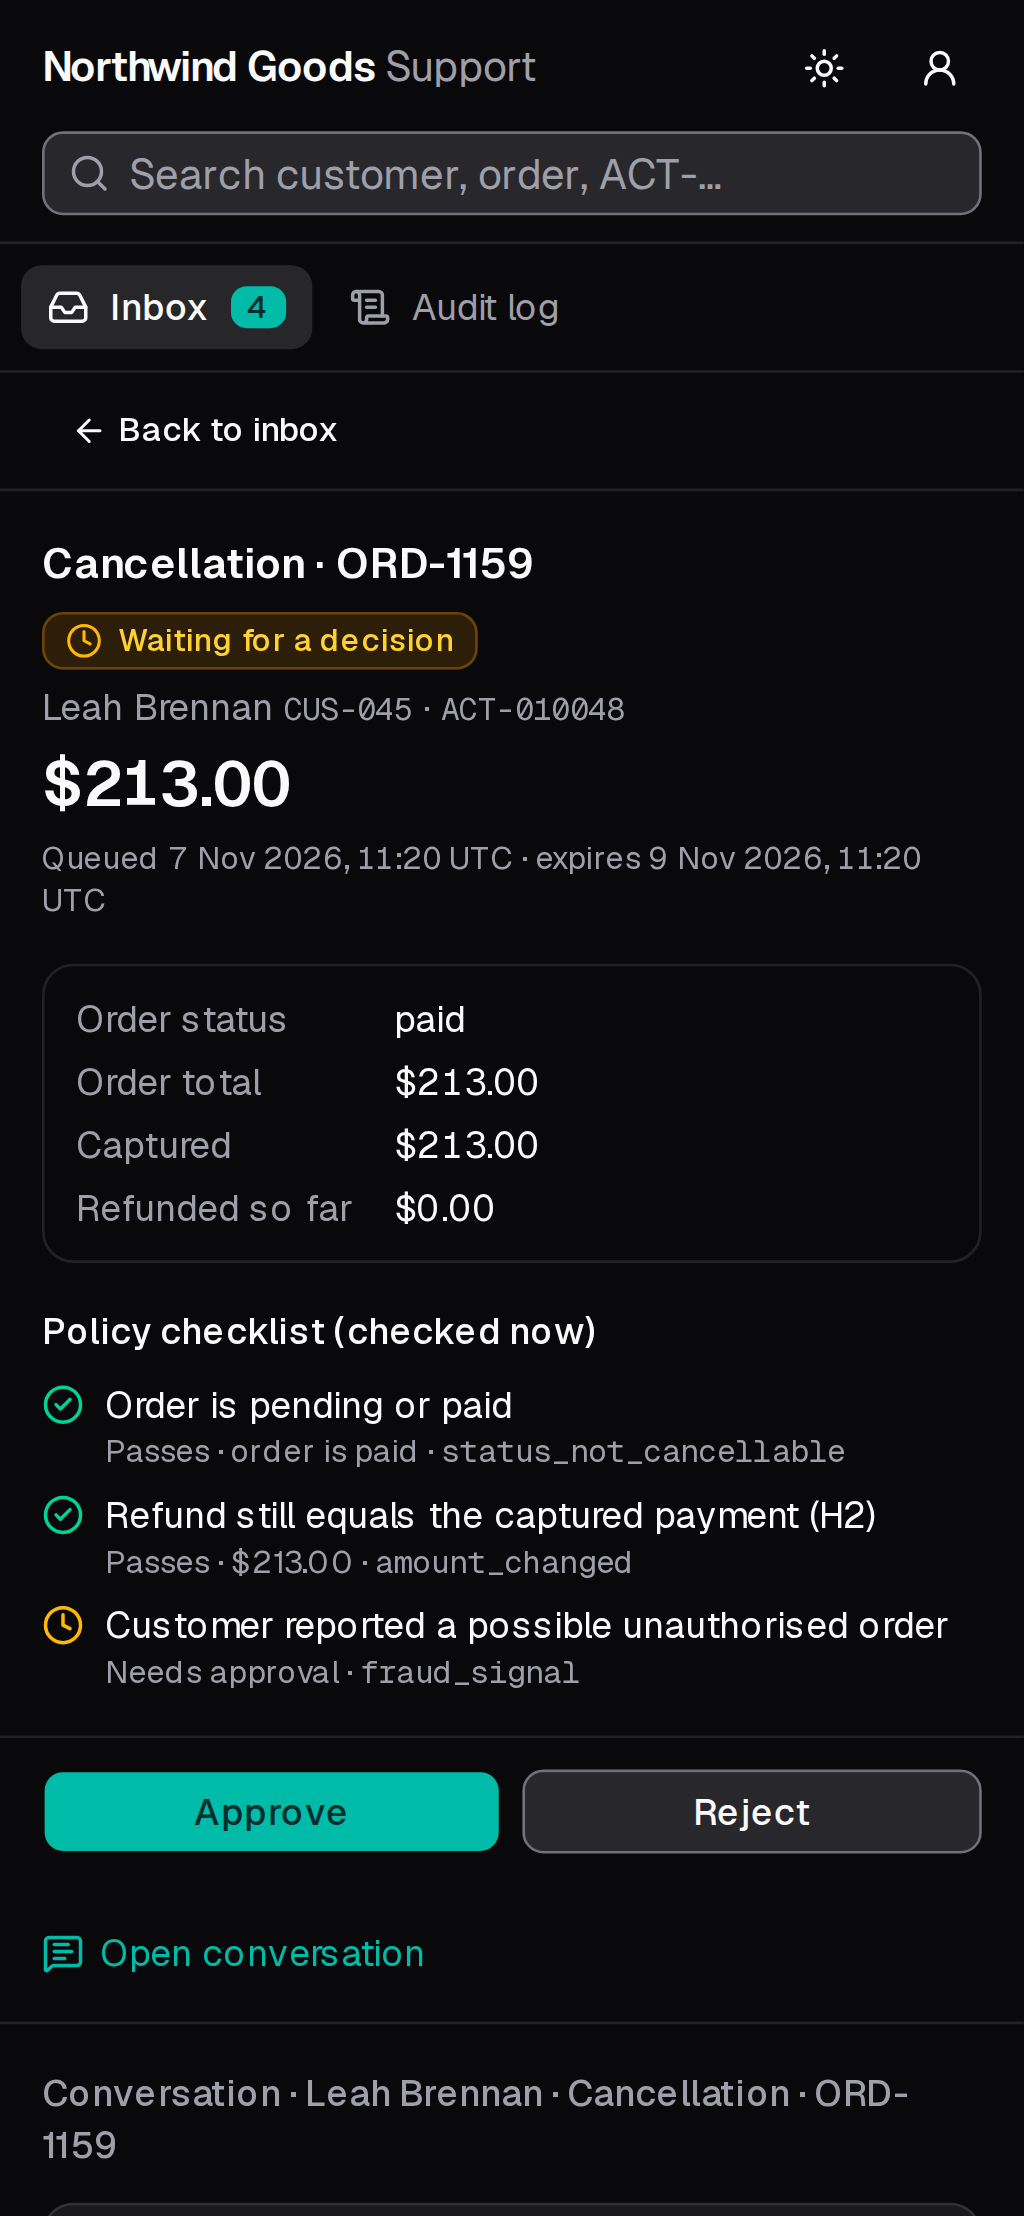 Northwind Goods Support
Search customer, order, ACT-...
Inbox 4
Audit log
Back to inbox
Cancellation · ORD-1159
Waiting for a decision
Leah Brennan CUS-045 · ACT-010048
$213.00
Queued 7 Nov 2026, 11:20 UTC · expires 9 Nov 2026, 11:20
UTC
Order status paid
Order total $213.00
Captured $213.00
Refunded so far $0.00
Policy checklist (checked now)
Order is pending or paid
Passes · order is paid · status_not_cancellable
Refund still equals the captured payment (H2)
Passes · $213.00 · amount_changed
Customer reported a possible unauthorised order
Needs approval · fraud_signal
Approve
Reject
Open conversation
Conversation · Leah Brennan · Cancellation · ORD-
1159